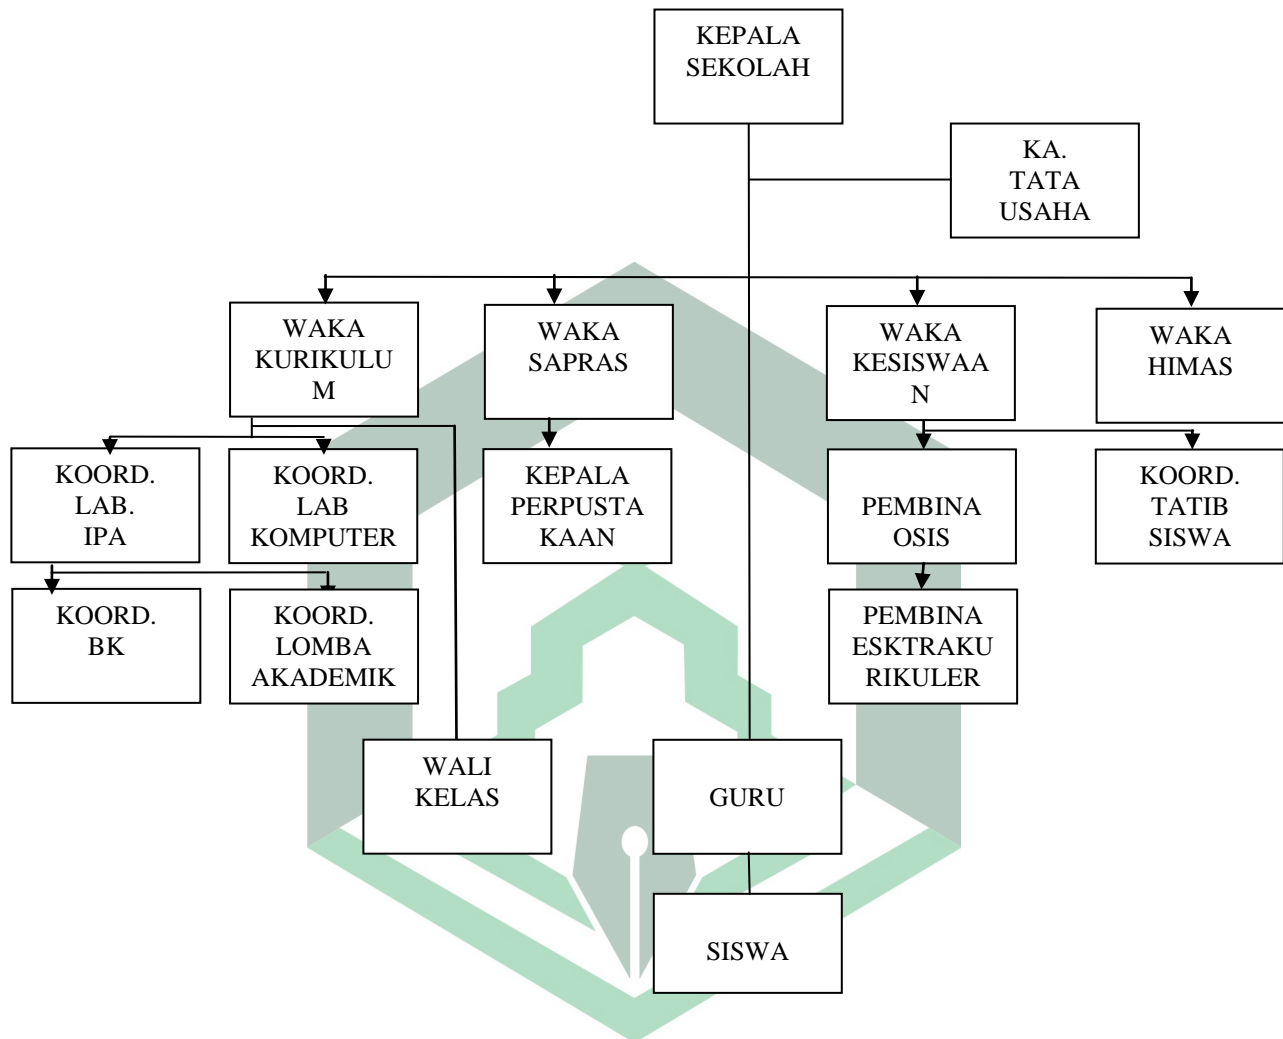 KEPALA
SEKOLAH
KA.
TATA
USAHA
WAKA
KURIKULU
M
WAKA
SAPRAS
WAKA
KESISWAA
N
WAKA
HIMAS
KOORD.
LAB.
IPA
KOORD.
LAB
KOMPUTER
KEPALA
PERPUSTA
KAAN
PEMBINA
OSIS
KOORD.
TATIB
SISWA
KOORD.
BK
KOORD.
LOMBA
AKADEMIK
PEMBINA
ESKTRAKU
RIKULER
WALI
KELAS
GURU
SISWA